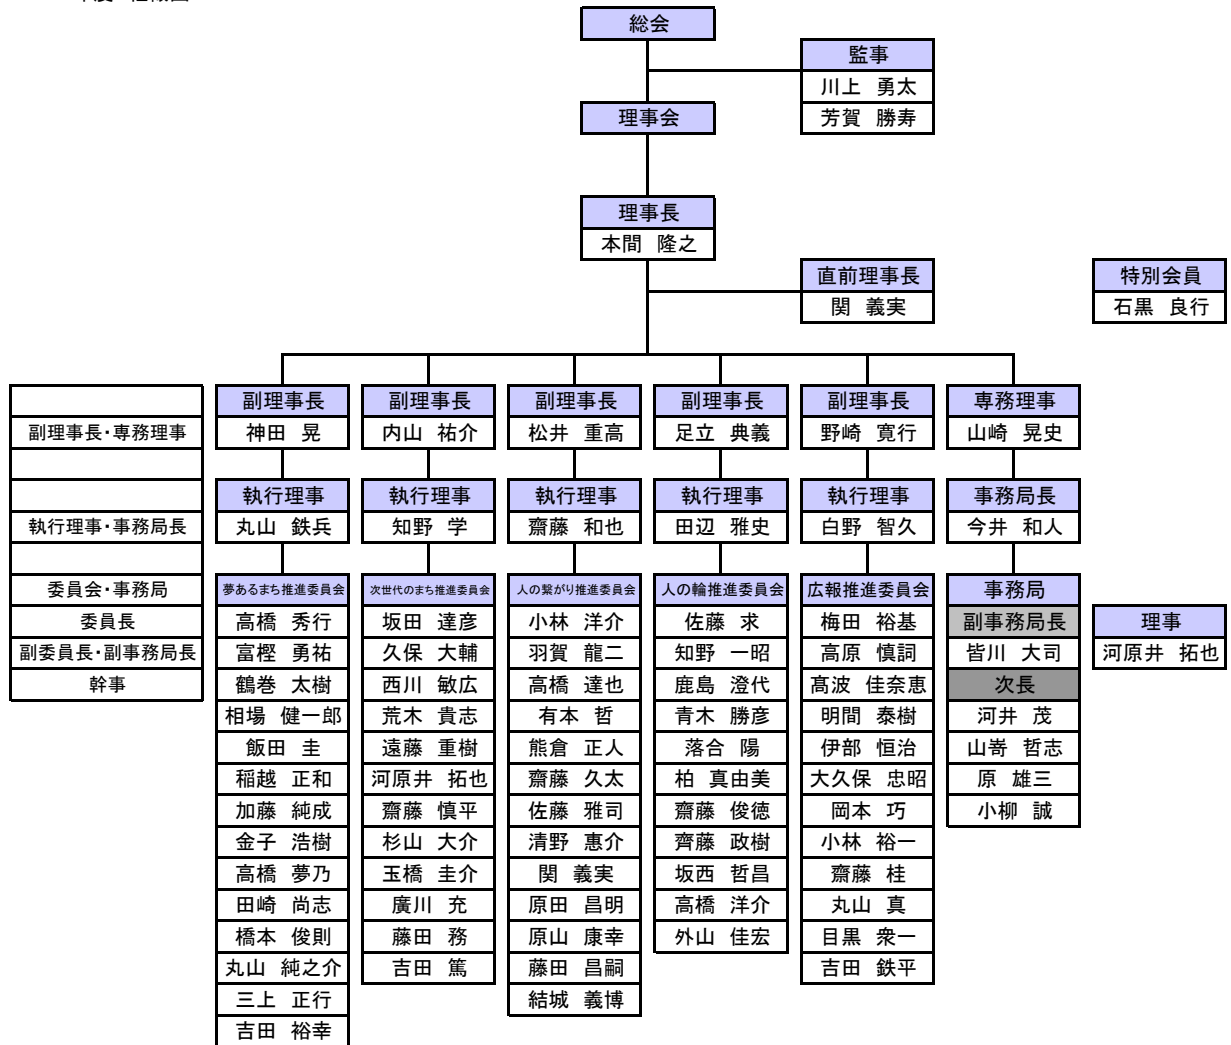 総会
監事
川上 勇太
理事会
芳賀 勝寿
理事長
本間 隆之
直前理事長 特別会員
関 義実 石黒 良行
副理事長 副理事長 副理事長 副理事長 副理事長 専務理事
副理事長・専務理事 神田 晃 内山 祐介 松井 重高 足立 典義 野崎 寛行 山崎 晃史
執行理事 執行理事 執行理事 執行理事 執行理事 事務局長
執行理事・事務局長 丸山 鉄兵 知野 学 齋藤 和也 田辺 雅史 白野 智久 今井 和人
委員会・事務局 夢あるまち推進委員会 次世代のまち推進委員会 人の繋がり推進委員会 人の輪推進委員会 広報推進委員会 事務局
委員長 高橋 秀行 坂田 達彦 小林 洋介 佐藤 求 梅田 裕基 副事務局長 理事
副委員長・副事務局長 富樫 勇祐 久保 大輔 羽賀 龍二 知野 一昭 高原 慎詞 皆川 大司 河原井 拓也
幹事 鶴巻 太樹 西川 敏広 高橋 達也 鹿島 澄代 髙波 佳奈恵 次長
相場 健一郎 荒木 貴志 有本 哲 青木 勝彦 明間 泰樹 河井 茂
飯田 圭 遠藤 重樹 熊倉 正人 落合 陽 伊部 恒治 山嵜 哲志
稲越 正和 河原井 拓也 齋藤 久太 柏 真由美 大久保 忠昭 原 雄三
加藤 純成 齋藤 慎平 佐藤 雅司 齋藤 俊徳 岡本 巧 小柳 誠
金子 浩樹 杉山 大介 清野 惠介 齊藤 政樹 小林 裕一
高橋 夢乃 玉橋 圭介 関 義実 坂西 哲昌 齋藤 桂
田崎 尚志 廣川 充 原田 昌明 高橋 洋介 丸山 真
橋本 俊則 藤田 務 原山 康幸 外山 佳宏 目黒 衆一
丸山 純之介 吉田 篤 藤田 昌嗣 吉田 鉄平
三上 正行 結城 義博
吉田 裕幸